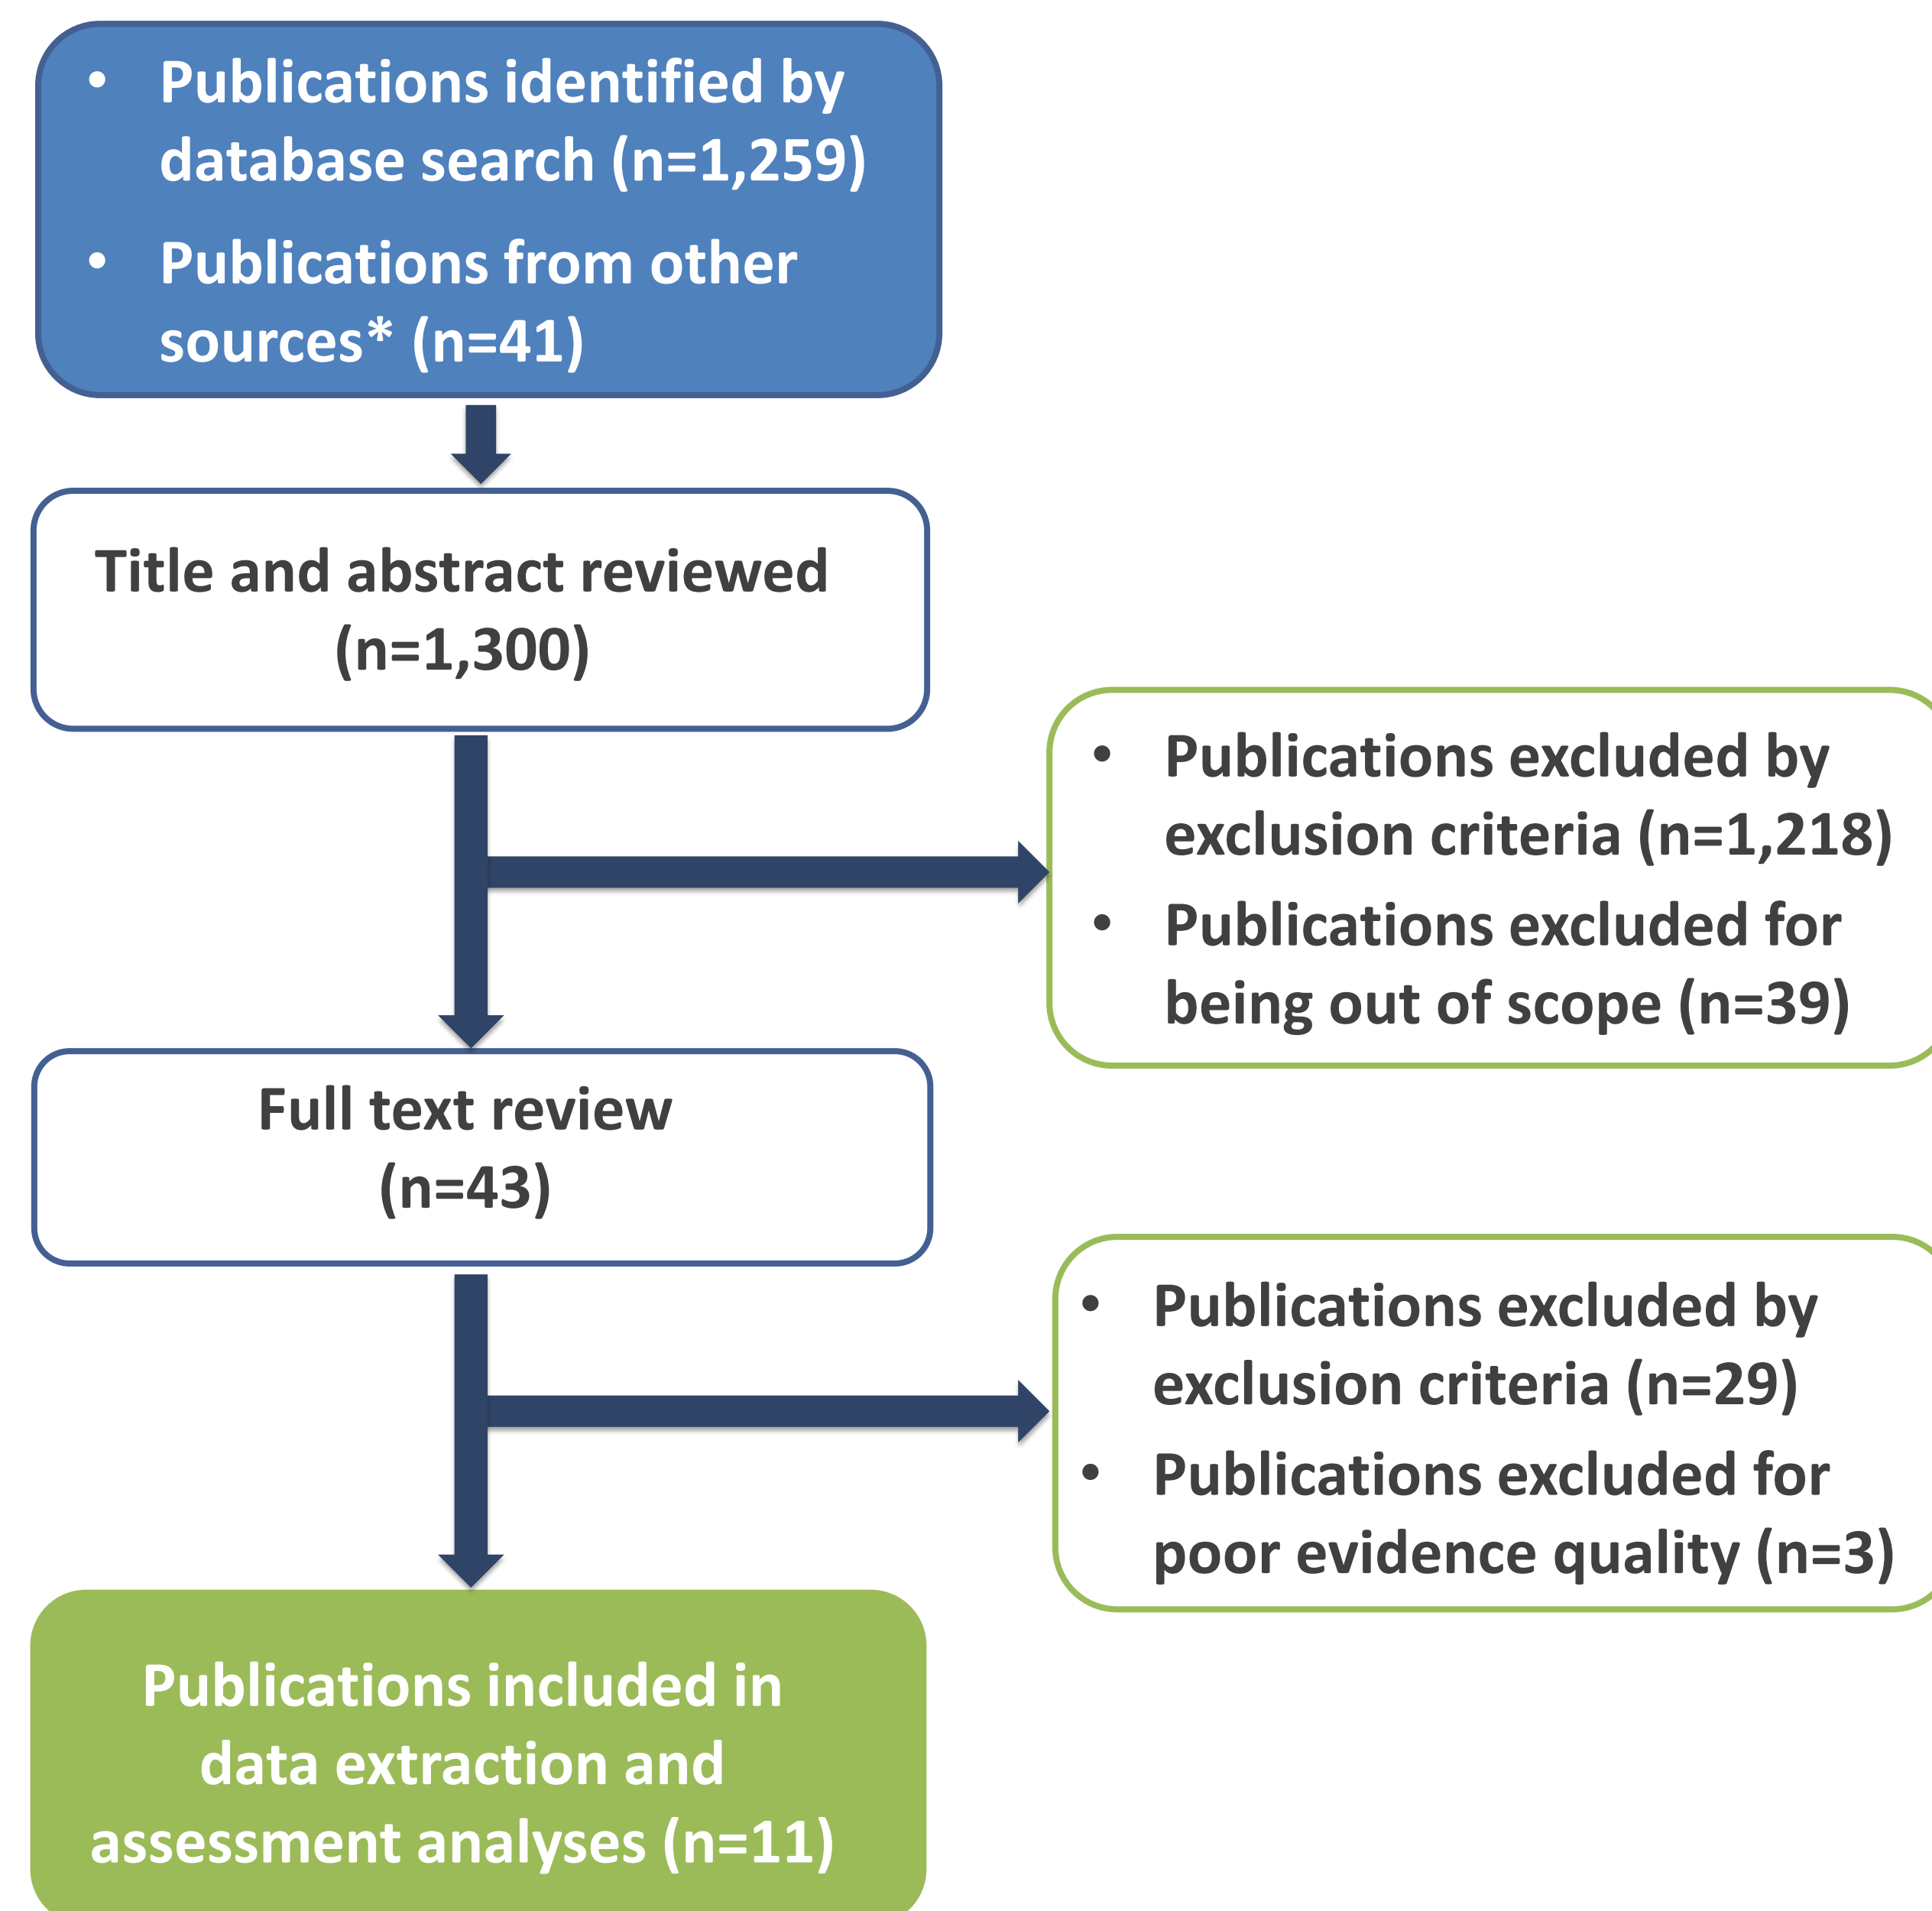 • Publications identified by
database search (n=1,259)
• Publications from other
sources* (n=41)
Title and abstract reviewed
(n=1,300)
• Publications excluded by
exclusion criteria (n=1,218)
• Publications excluded for
being out of scope (n=39)
Full text review
(n=43)
• Publications excluded by
exclusion criteria (n=29)
• Publications excluded for
poor evidence quality (n=3)
Publications included in
data extraction and
assessment analyses (n=11)